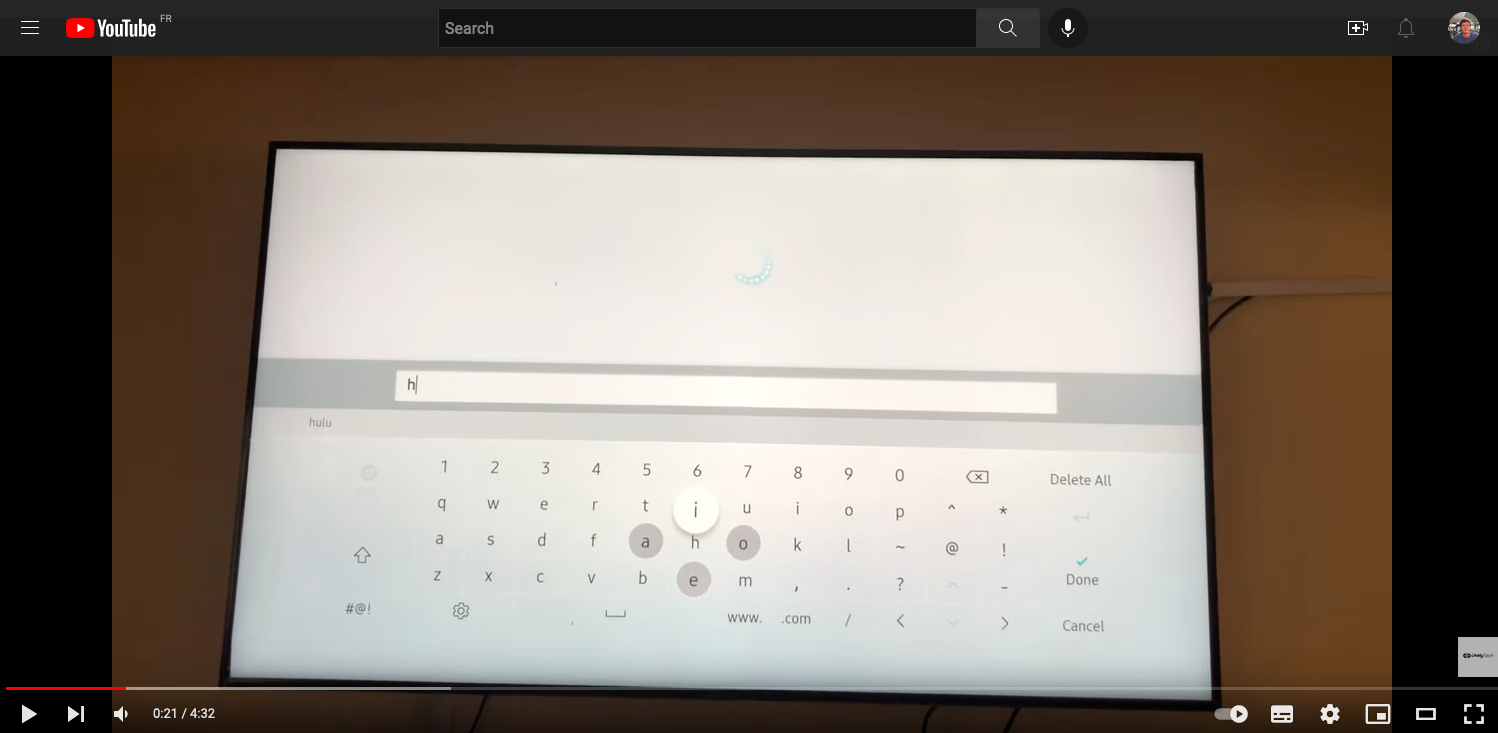 YouTube FR
Search
h
hulu
1 2 3 4 5 6 7 8 9 0 Delete All
q w e r t i u i o p ^ *
a s d f a h o k l ~ @ !
z x c v b e m , . ? ^ - Done
#@! www. .com / < > Cancel
0:21 / 4:32